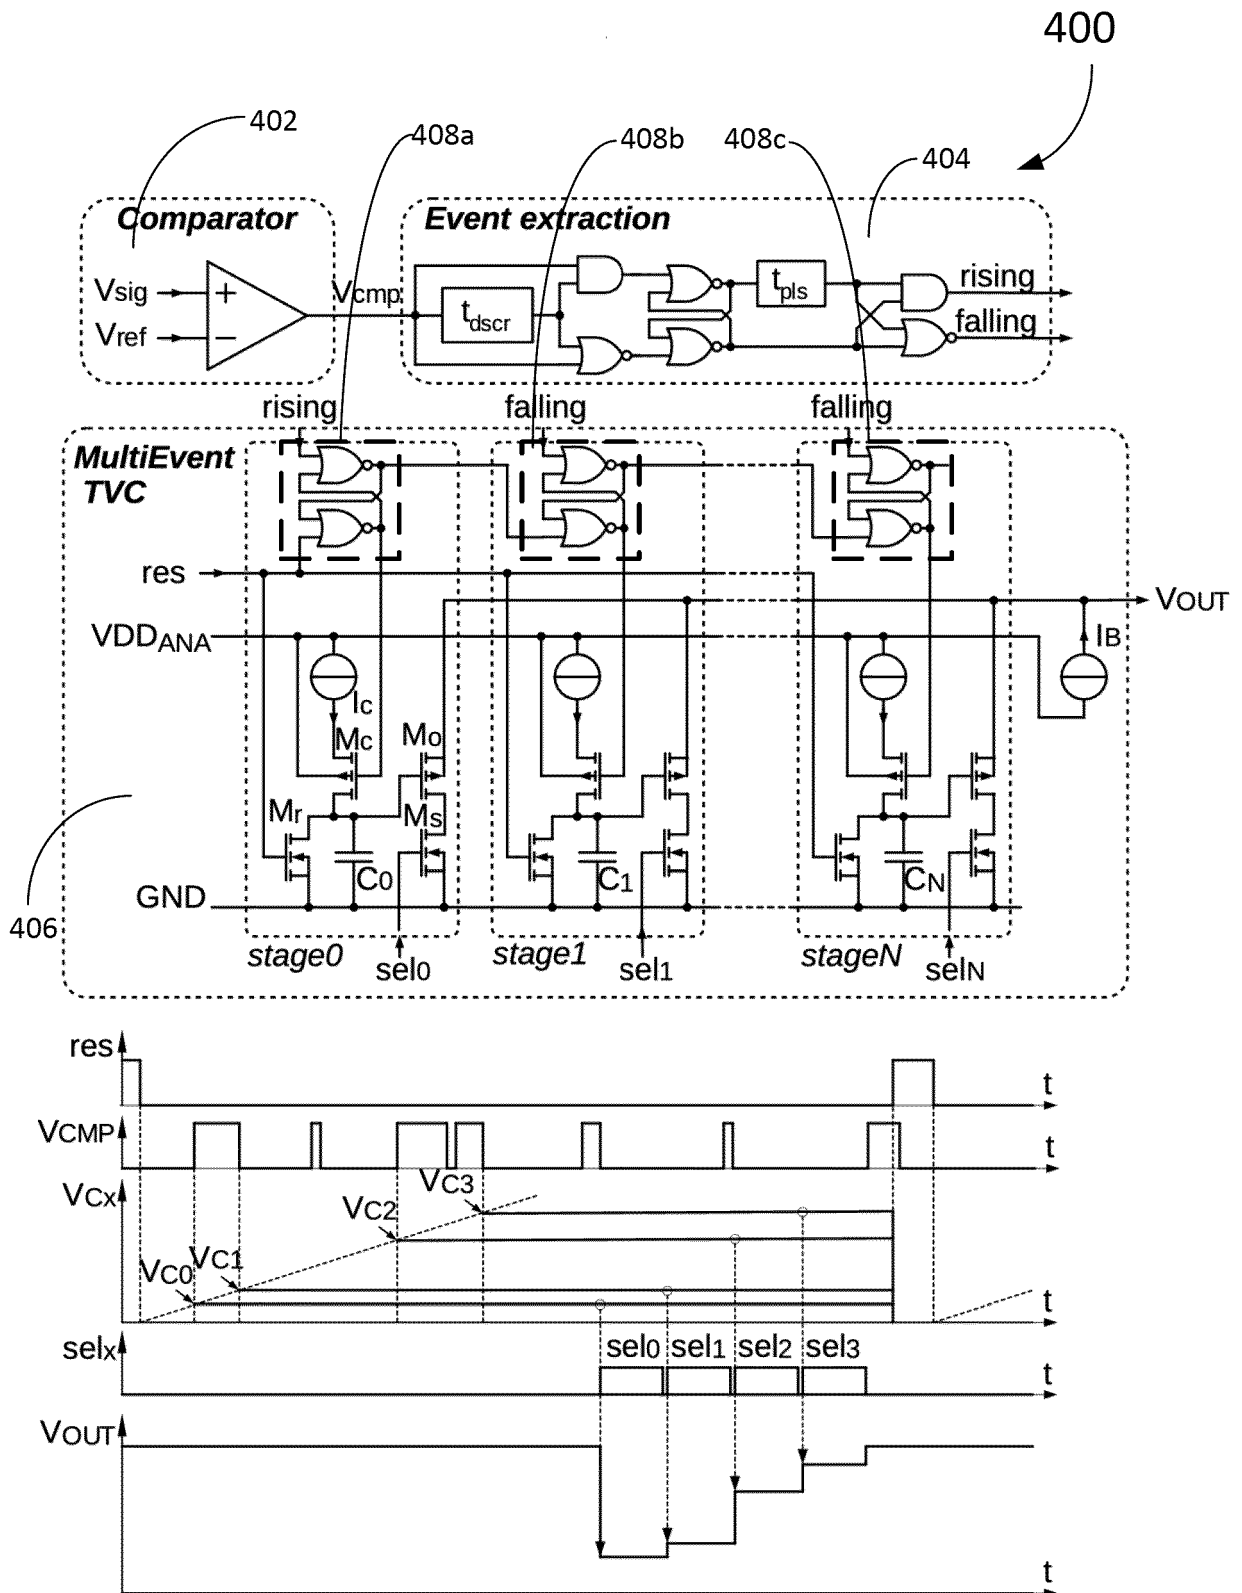 400
402
408a
408b
408c
404
Comparator
Event extraction
Vsig
Vref
+
−
Vcmp
tdscr
tpls
rising
falling
rising
falling
falling
MultiEvent
TVC
res
VOUT
VDDANA
IB
Ic
Mc
Mo
Mr
Ms
C0
C1
CN
GND
406
stage0
sel0
stage1
sel1
stageN
selN
res
t
VCMP
t
VCx
VC0
VC1
VC2
VC3
t
selx
sel0
sel1
sel2
sel3
t
VOUT
t